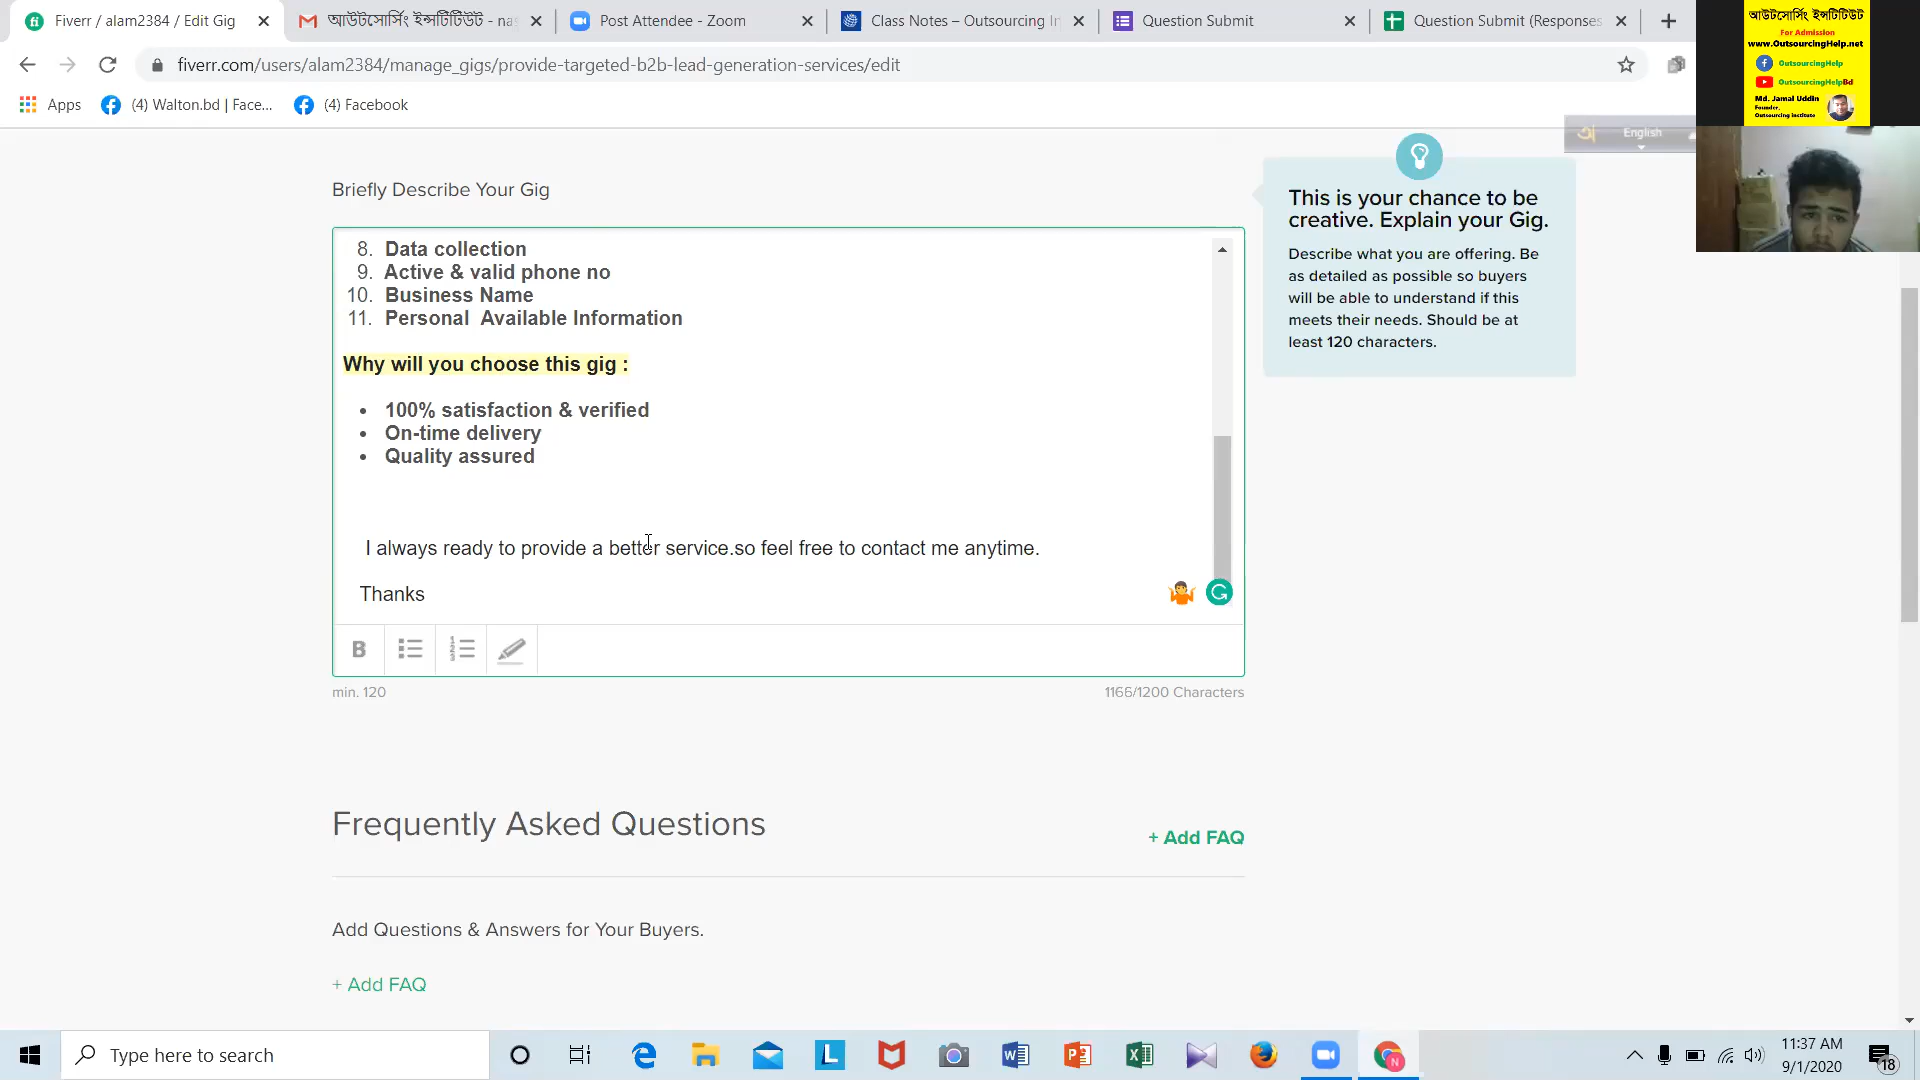 Fiverr / alam2384 / Edit Gig
আউটসোর্সিং ইন্সটিটিউট - nas
Post Attendee - Zoom
Class Notes – Outsourcing In
Question Submit
Question Submit (Responses
fiverr.com/users/alam2384/manage_gigs/provide-targeted-b2b-lead-generation-services/edit
Apps
(4) Walton.bd | Face...
(4) Facebook
আউটসোর্সিং ইন্সটিটিউট
For Admission
www.OutsourcingHelp.net
OutsourcingHelp
OutsourcingHelpBd
Md. Jamal Uddin
Founder,
Outsourcing Institute
অ English
Briefly Describe Your Gig
8. Data collection
9. Active & valid phone no
10. Business Name
11. Personal  Available Information
Why will you choose this gig :
• 100% satisfaction & verified
• On-time delivery
• Quality assured
I always ready to provide a better service.so feel free to contact me anytime.
Thanks
B
min. 120
1166/1200 Characters
This is your chance to be
creative. Explain your Gig.
Describe what you are offering. Be
as detailed as possible so buyers
will be able to understand if this
meets their needs. Should be at
least 120 characters.
Frequently Asked Questions
+ Add FAQ
Add Questions & Answers for Your Buyers.
+ Add FAQ
Type here to search
11:37 AM
9/1/2020
18